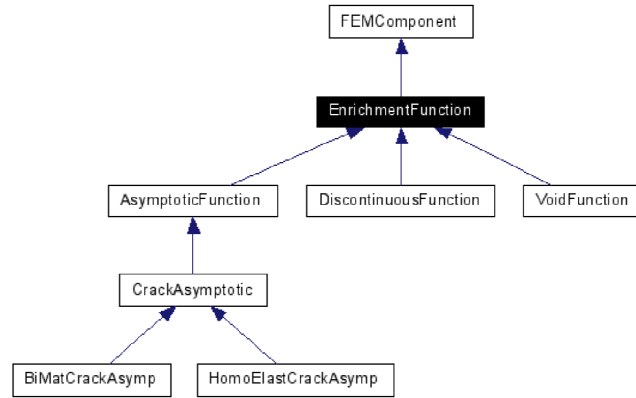 FEMComponent
EnrichmentFunction
AsymptoticFunction
DiscontinuousFunction
VoidFunction
CrackAsymptotic
BiMatCrackAsymp
HomoElastCrackAsymp